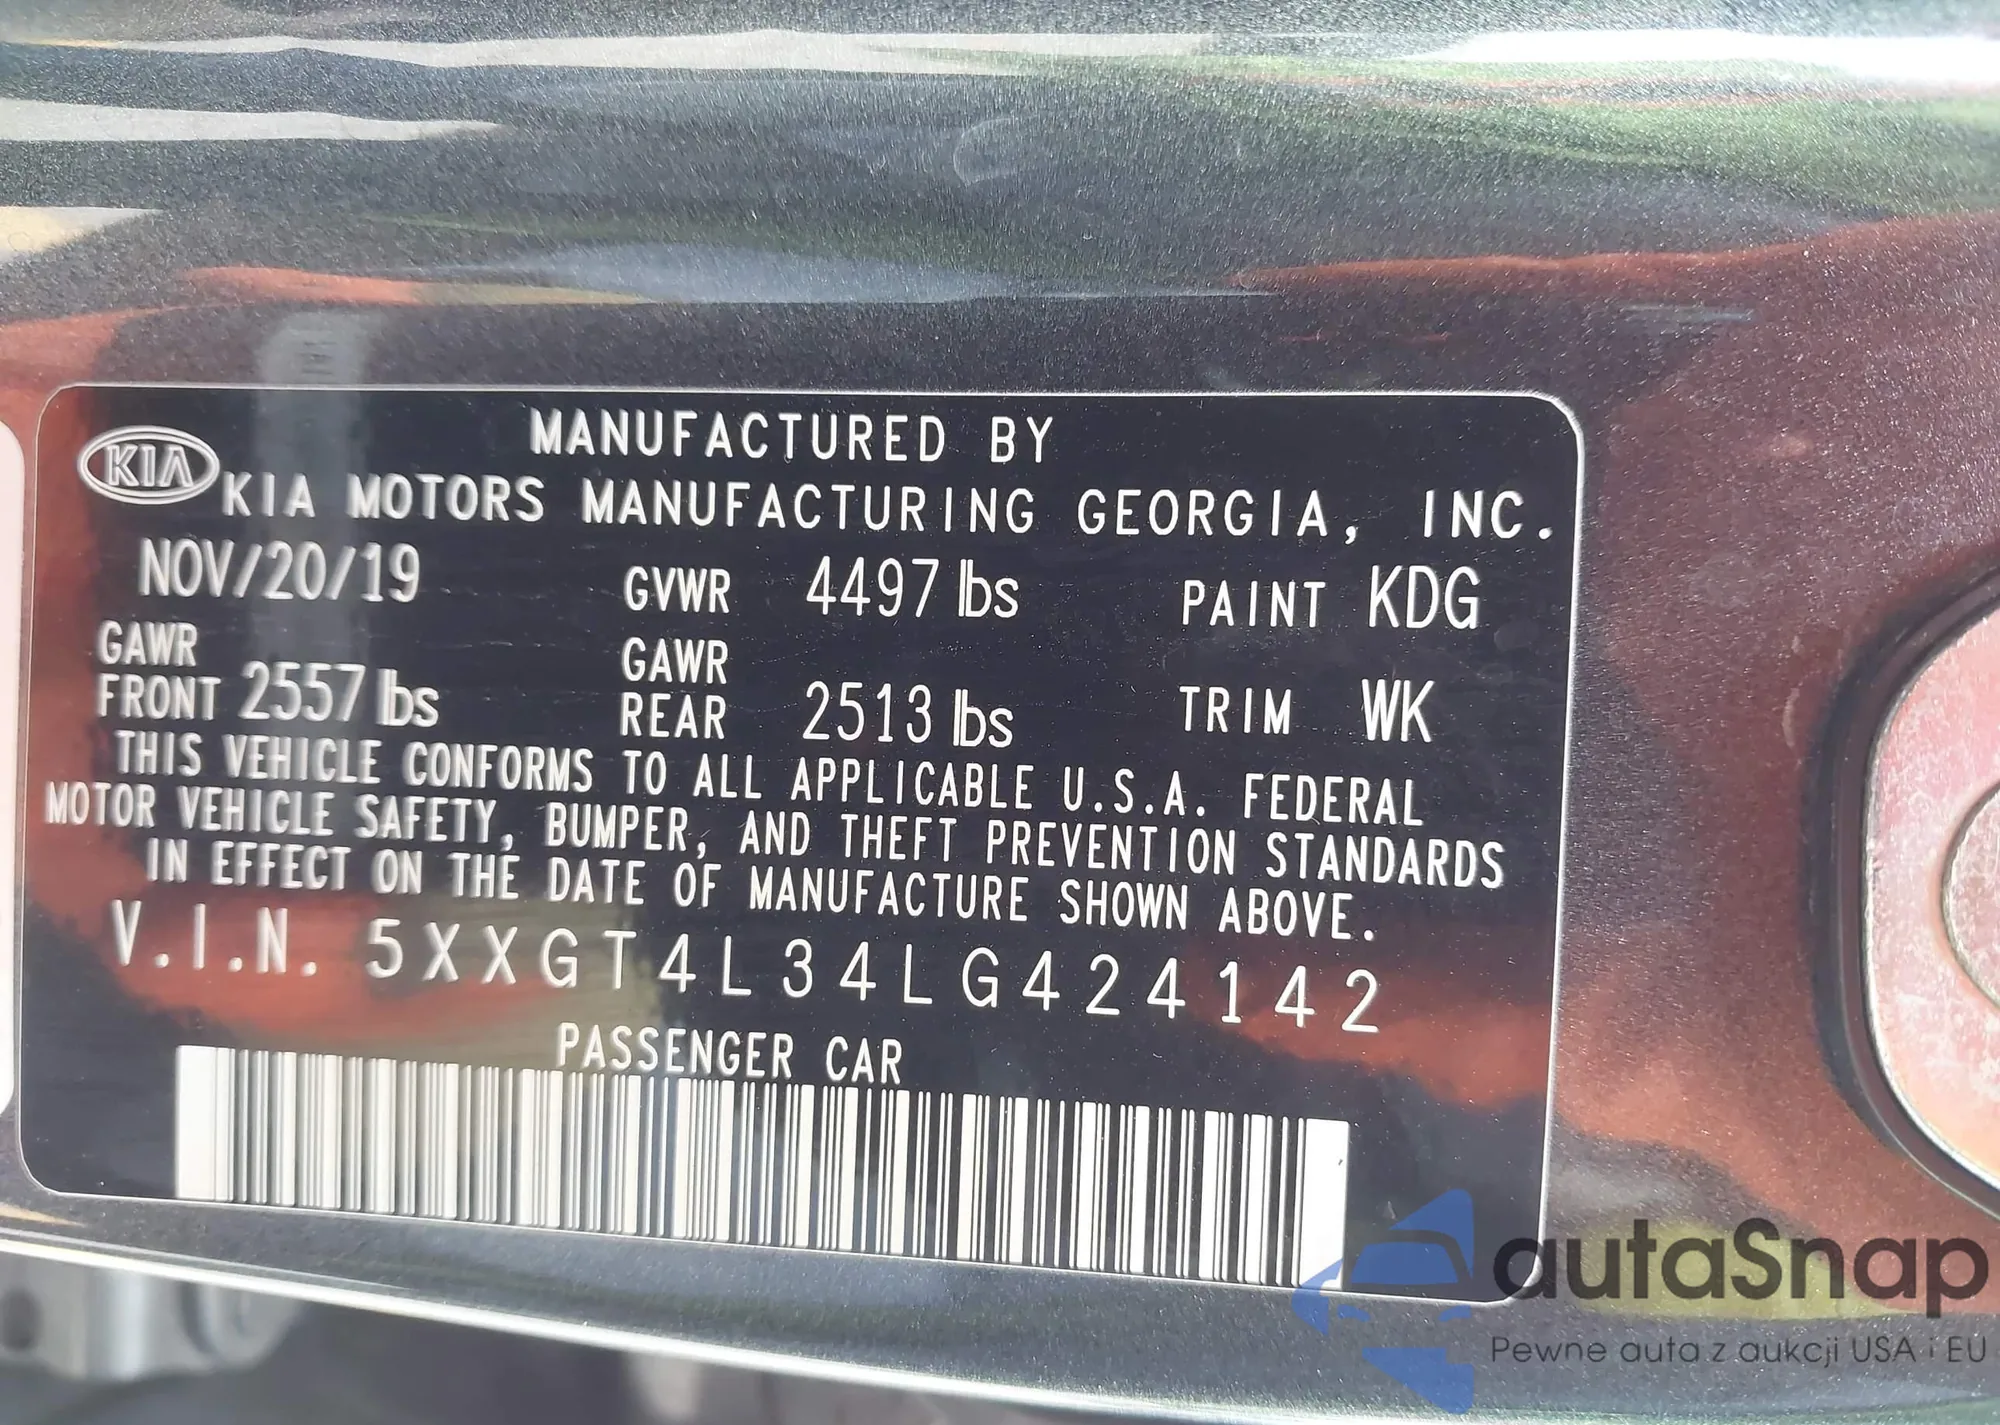 MANUFACTURED BY
KIA KIA MOTORS MANUFACTURING GEORGIA, INC.
NOV/20/19 GVWR 4497 lbs PAINT KDG
GAWR FRONT 2557 lbs GAWR REAR 2513 lbs TRIM WK
THIS VEHICLE CONFORMS TO ALL APPLICABLE U.S.A. FEDERAL
MOTOR VEHICLE SAFETY, BUMPER, AND THEFT PREVENTION STANDARDS
IN EFFECT ON THE DATE OF MANUFACTURE SHOWN ABOVE.
V.I.N. 5XXGT4L34LG424142
PASSENGER CAR
autaSnap
Pewne auta z aukcji USA i EU